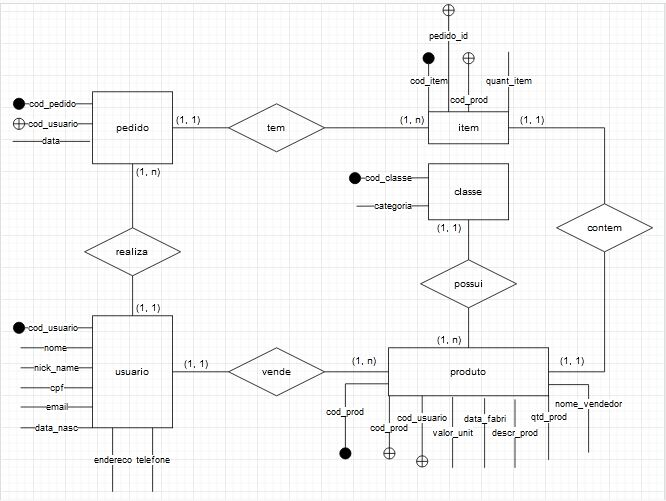 pedido_id
cod_item
quant_item
cod_prod
cod_pedido
cod_usuario
data
pedido
(1, 1)
tem
(1, n)
item
(1, 1)
(1, n)
cod_classe
categoria
classe
(1, 1)
contem
realiza
possui
(1, 1)
(1, n)
cod_usuario
nome
nick_name
cpf
email
data_nasc
usuario
(1, 1)
vende
(1, n)
produto
(1, 1)
endereco
telefone
cod_prod
cod_prod
cod_usuario
valor_unit
data_fabri
descr_prod
qtd_prod
nome_vendedor